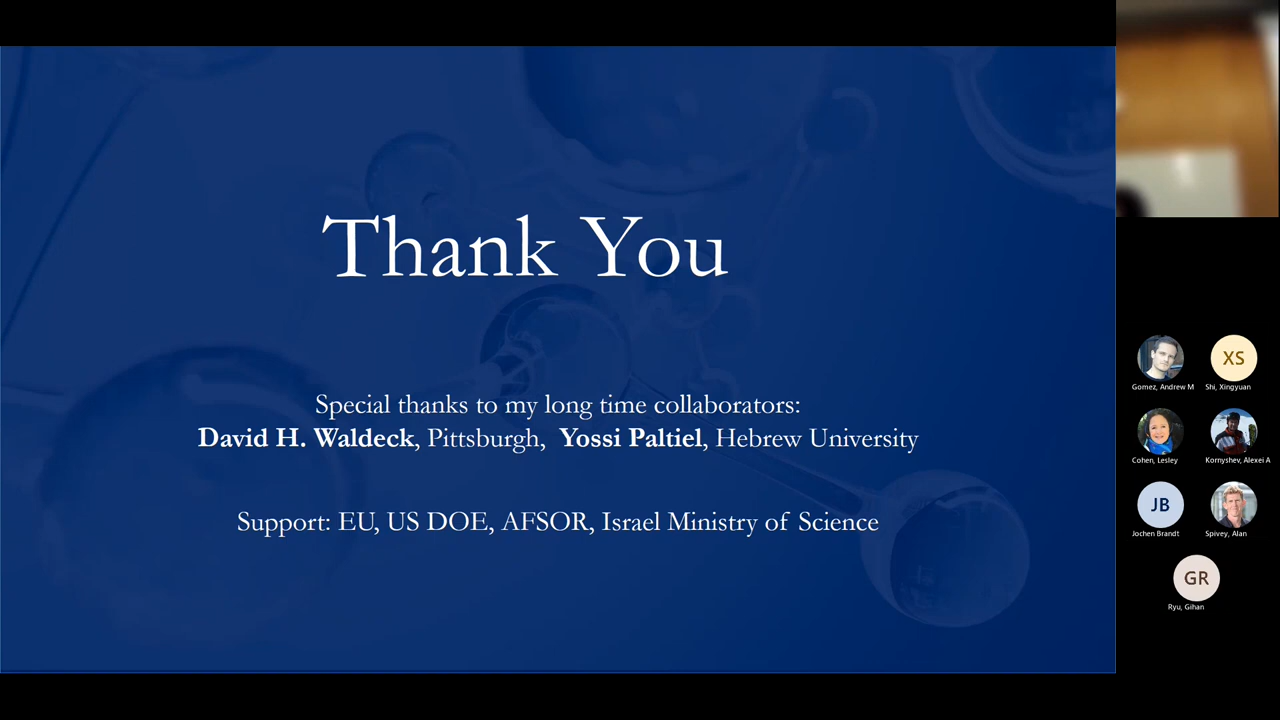 Thank You
Special thanks to my long time collaborators:
David H. Waldeck, Pittsburgh, Yossi Paltiel, Hebrew University
Support: EU, US DOE, AFSOR, Israel Ministry of Science
Gomez, Andrew M
XS
Shi, Xingyuan
Cohen, Lesley
Kornyshev, Alexei A
JB
Jochen Brandt
Spivey, Alan
GR
Ryu, Gihan